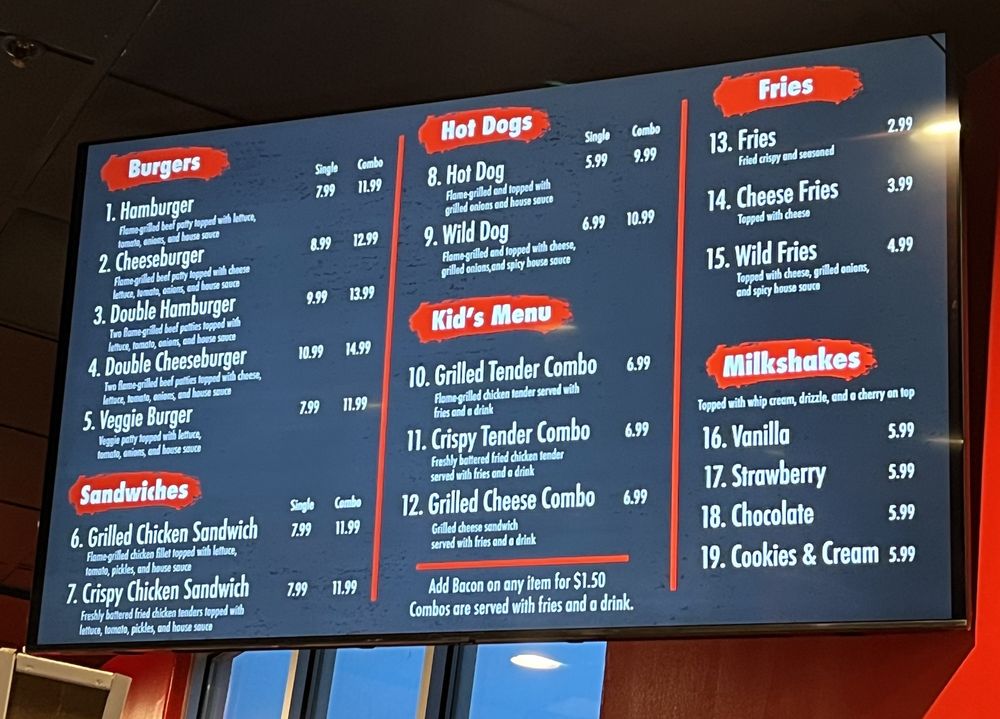 Burgers
Single Combo
1. Hamburger 7.99 11.99
Flame-grilled beef patty topped with lettuce,
tomato, onions, and house sauce
2. Cheeseburger 8.99 12.99
Flame-grilled beef patty topped with cheese
lettuce, tomato, onions, and house sauce
3. Double Hamburger 9.99 13.99
Two flame-grilled beef patties topped with
lettuce, tomato, onions, and house sauce
4. Double Cheeseburger 10.99 14.99
Two flame-grilled beef patties topped with cheese,
lettuce, tomato, onions, and house sauce
5. Veggie Burger 7.99 11.99
Veggie patty topped with lettuce,
tomato, onions, and house sauce
Sandwiches
Single Combo
6. Grilled Chicken Sandwich 7.99 11.99
Flame-grilled chicken fillet topped with lettuce,
tomato, pickles, and house sauce
7. Crispy Chicken Sandwich 7.99 11.99
Freshly battered fried chicken tenders topped with
lettuce, tomato, pickles, and house sauce
Hot Dogs
Single Combo
8. Hot Dog 5.99 9.99
Flame-grilled and topped with
grilled onions and house sauce
9. Wild Dog 6.99 10.99
Flame-grilled and topped with cheese,
grilled onions,and spicy house sauce
Kid's Menu
10. Grilled Tender Combo 6.99
Flame-grilled chicken tender served with
fries and a drink
11. Crispy Tender Combo 6.99
Freshly battered fried chicken tender
served with fries and a drink
12. Grilled Cheese Combo 6.99
Grilled cheese sandwich
served with fries and a drink
Add Bacon on any item for $1.50
Combos are served with fries and a drink.
Fries
13. Fries 2.99
Fried crispy and seasoned
14. Cheese Fries 3.99
Topped with cheese
15. Wild Fries 4.99
Topped with cheese, grilled onions,
and spicy house sauce
Milkshakes
Topped with whip cream, drizzle, and a cherry on top
16. Vanilla 5.99
17. Strawberry 5.99
18. Chocolate 5.99
19. Cookies & Cream 5.99